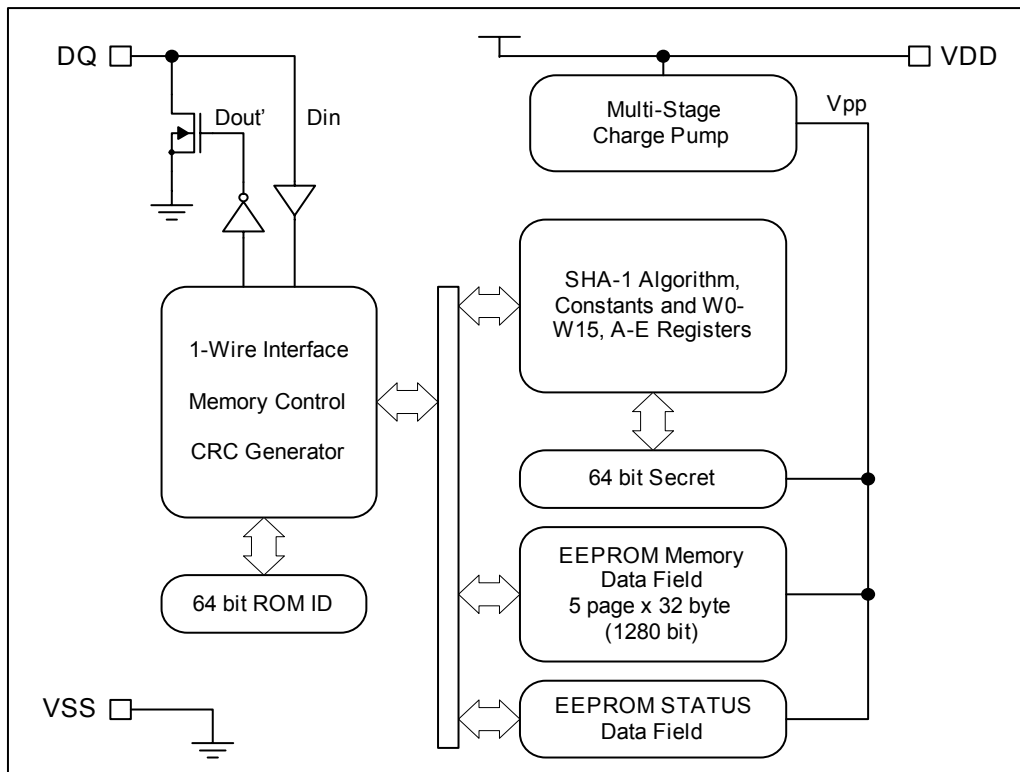 DQ
VDD
Dout’
Din
Multi-Stage
Charge Pump
Vpp
SHA-1 Algorithm,
Constants and W0-
W15, A-E Registers
1-Wire Interface
Memory Control
CRC Generator
64 bit Secret
EEPROM Memory
Data Field
5 page x 32 byte
(1280 bit)
64 bit ROM ID
VSS
EEPROM STATUS
Data Field